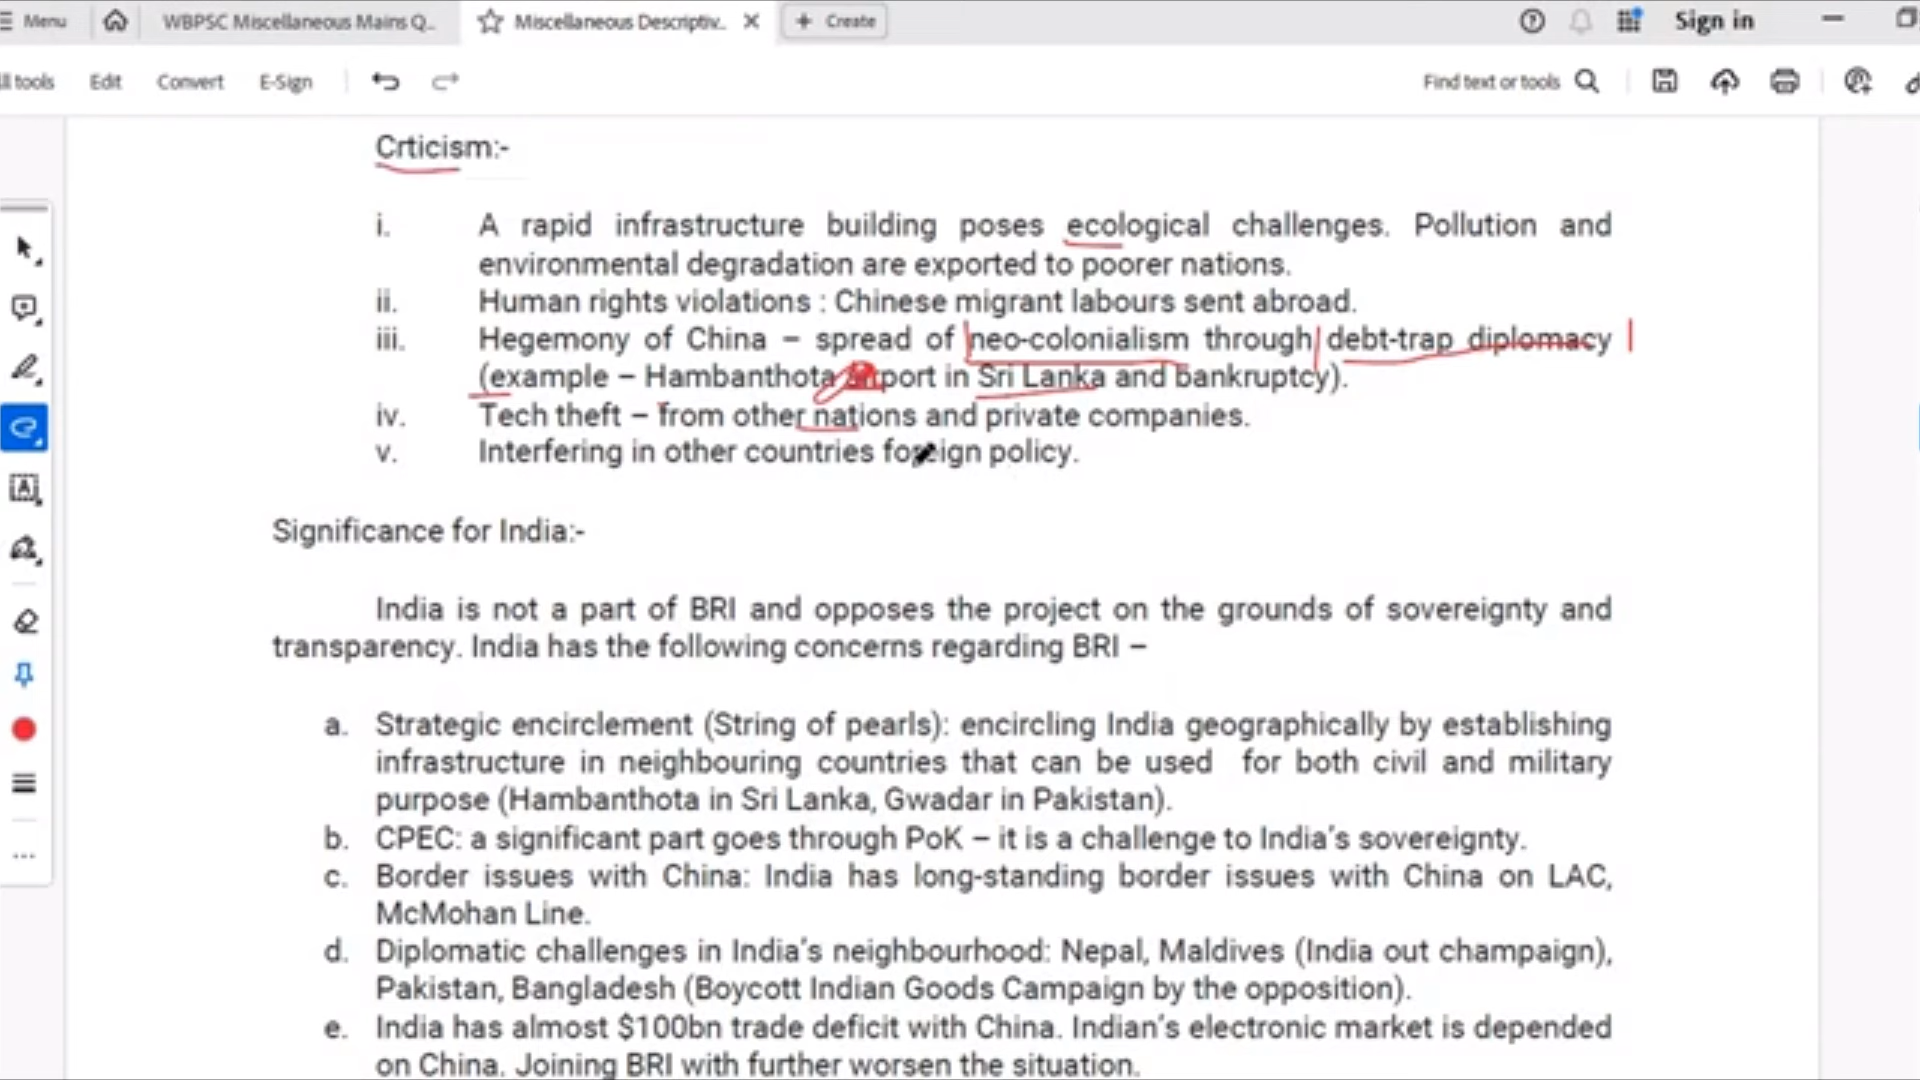 Menu
WBPSC Miscellaneous Mains Q..
Miscellaneous Descriptiv..
Create
Sign in
ll tools
Edit
Convert
E-Sign
Find text or tools
Crticism:-
i. A rapid infrastructure building poses ecological challenges. Pollution and
environmental degradation are exported to poorer nations.
ii. Human rights violations : Chinese migrant labours sent abroad.
iii. Hegemony of China – spread of neo-colonialism through debt-trap diplomacy
(example – Hambanthota port in Sri Lanka and bankruptcy).
iv. Tech theft – from other nations and private companies.
v. Interfering in other countries foreign policy.
Significance for India:-
India is not a part of BRI and opposes the project on the grounds of sovereignty and
transparency. India has the following concerns regarding BRI –
a. Strategic encirclement (String of pearls): encircling India geographically by establishing
infrastructure in neighbouring countries that can be used for both civil and military
purpose (Hambanthota in Sri Lanka, Gwadar in Pakistan).
b. CPEC: a significant part goes through PoK – it is a challenge to India's sovereignty.
c. Border issues with China: India has long-standing border issues with China on LAC,
McMohan Line.
d. Diplomatic challenges in India's neighbourhood: Nepal, Maldives (India out champaign),
Pakistan, Bangladesh (Boycott Indian Goods Campaign by the opposition).
e. India has almost $100bn trade deficit with China. Indian's electronic market is depended
on China. Joining BRI with further worsen the situation.